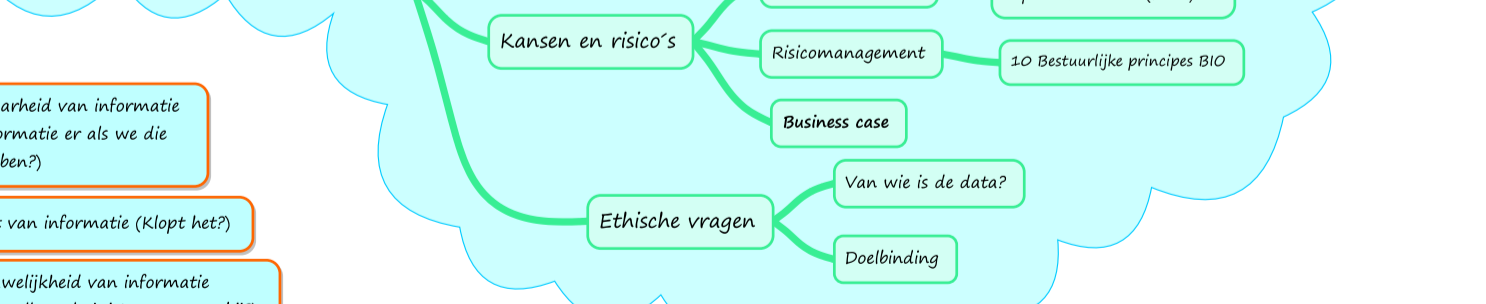 Kansen en risico´s
Risicomanagement
10 Bestuurlijke principes BIO
Business case
Ethische vragen
Van wie is de data?
Doelbinding
arheid van informatie
ormatie er als we die
ben?)
van informatie (Klopt het?)
welijkheid van informatie